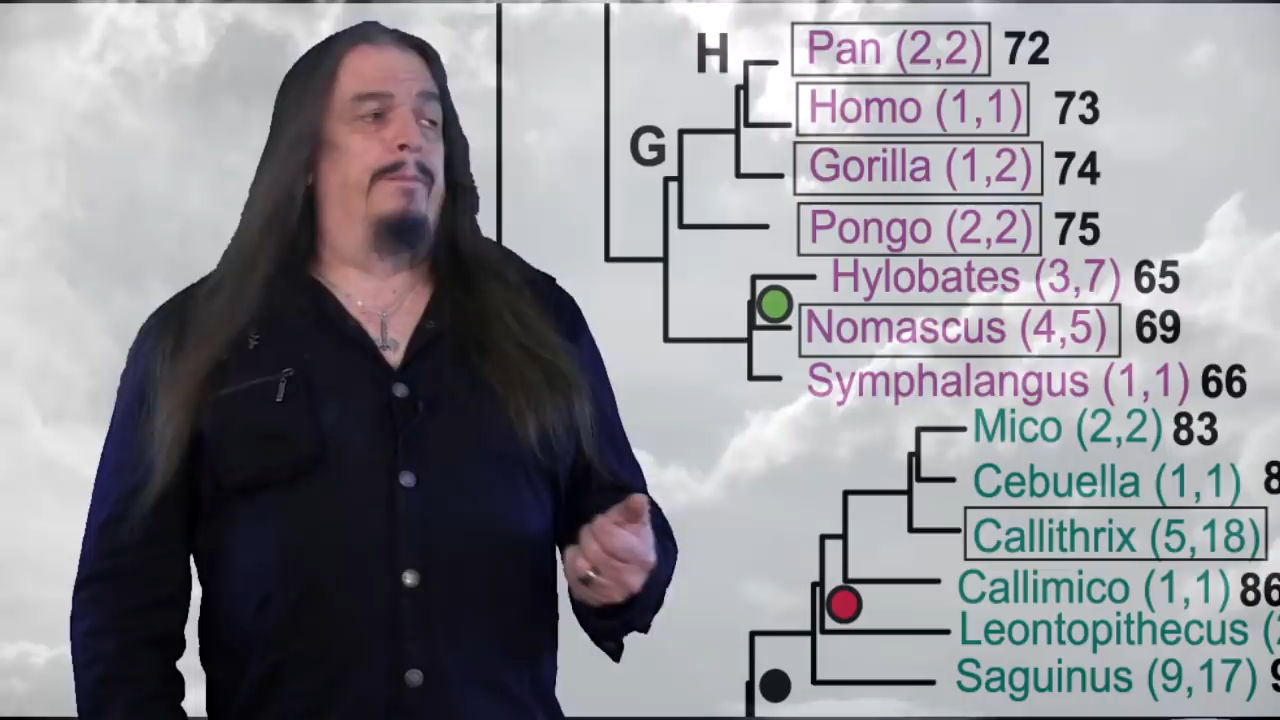 H
Pan (2,2) 72
Homo (1,1) 73
G
Gorilla (1,2) 74
Pongo (2,2) 75
Hylobates (3,7) 65
Nomascus (4,5) 69
Symphalangus (1,1) 66
Mico (2,2) 83
Cebuella (1,1) 8
Callithrix (5,18)
Callimico (1,1) 86
Leontopithecus (
Saguinus (9,17)